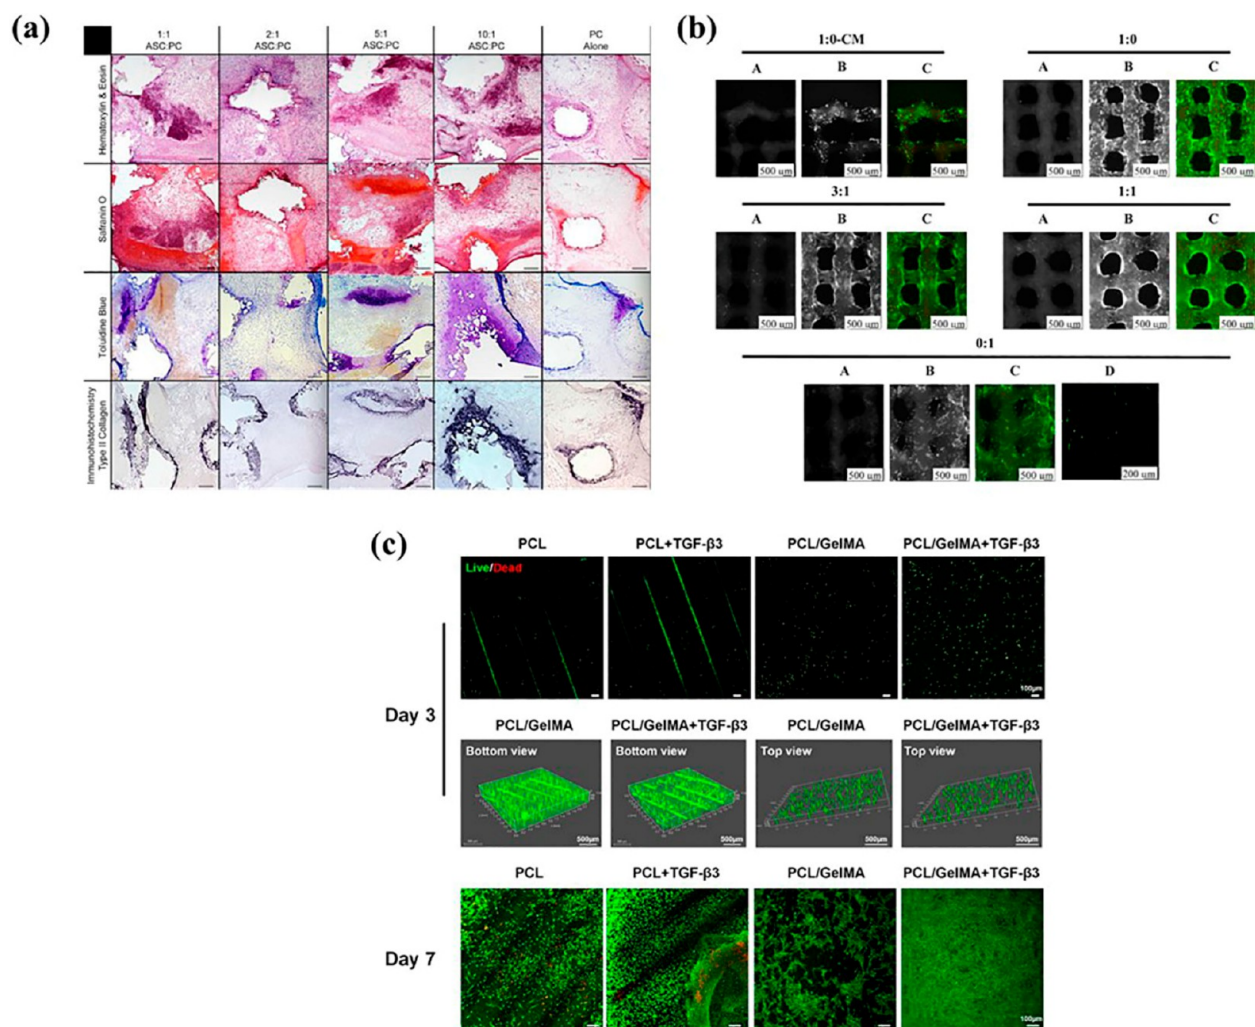 (a)
1:1 2:1 5:1 10:1 PC
ASC:PC ASC:PC ASC:PC ASC:PC Alone
Hematoxylin & Eosin
Safranin O
Toluidine Blue
Immunohistochemistry
Type II Collagen
(b)
1:0-CM 1:0
A B C A B C
500 um 500 um 500 um 500 um 500 um 500 um
3:1 1:1
A B C A B C
500 um 500 um 500 um 500 um 500 um 500 um
0:1
A B C D
500 um 500 um 500 um 200 um
(c)
PCL PCL+TGF-β3 PCL/GelMA PCL/GelMA+TGF-β3
Live/Dead
100μm
Day 3
PCL/GelMA PCL/GelMA+TGF-β3 PCL/GelMA PCL/GelMA+TGF-β3
Bottom view Bottom view Top view Top view
500μm 500μm 500μm 500μm
PCL PCL+TGF-β3 PCL/GelMA PCL/GelMA+TGF-β3
Day 7
100μm